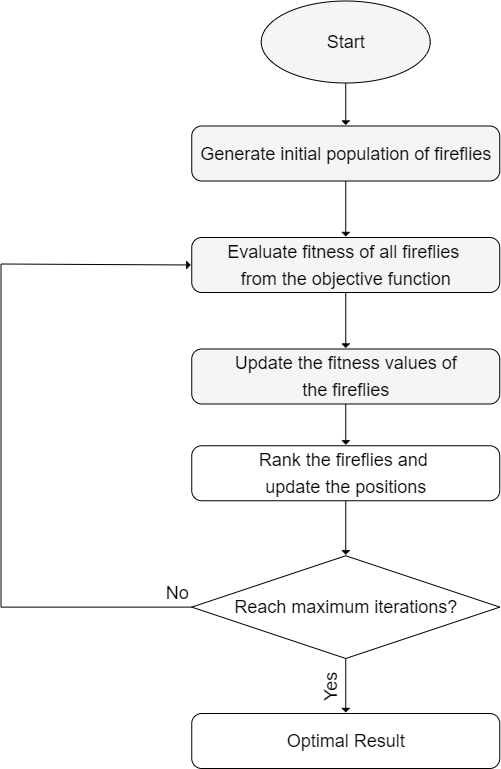 Start
Generate initial population of fireflies
Evaluate fitness of all fireflies
from the objective function
Update the fitness values of
the fireflies
Rank the fireflies and
update the positions
No
Reach maximum iterations?
Yes
Optimal Result